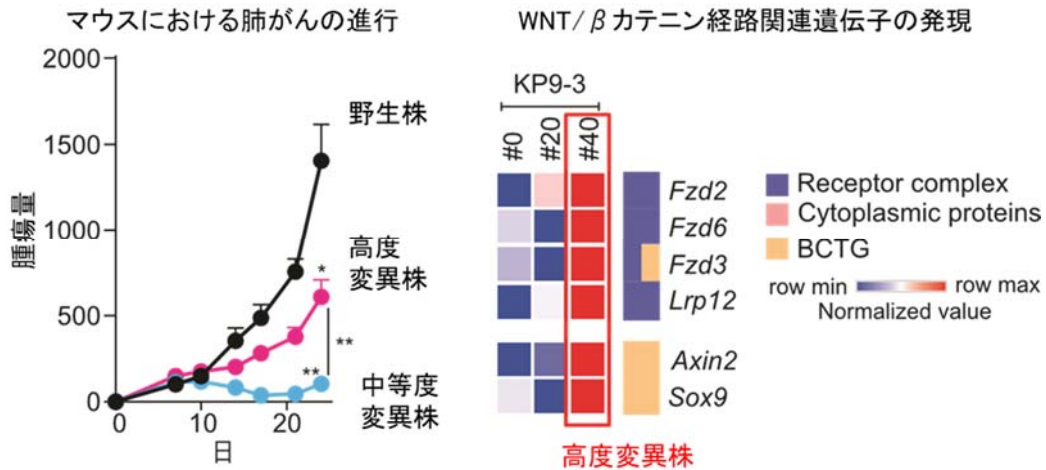 マウスにおける肺がんの進行
2000
1500
1000
500
0
腫瘍量
0
10
20
日
野生株
高度
変異株
中等度
変異株
*
**
**
WNT/βカテニン経路関連遺伝子の発現
KP9-3
#0
#20
#40
Fzd2
Fzd6
Fzd3
Lrp12
Axin2
Sox9
高度変異株
Receptor complex
Cytoplasmic proteins
BCTG
row min
row max
Normalized value